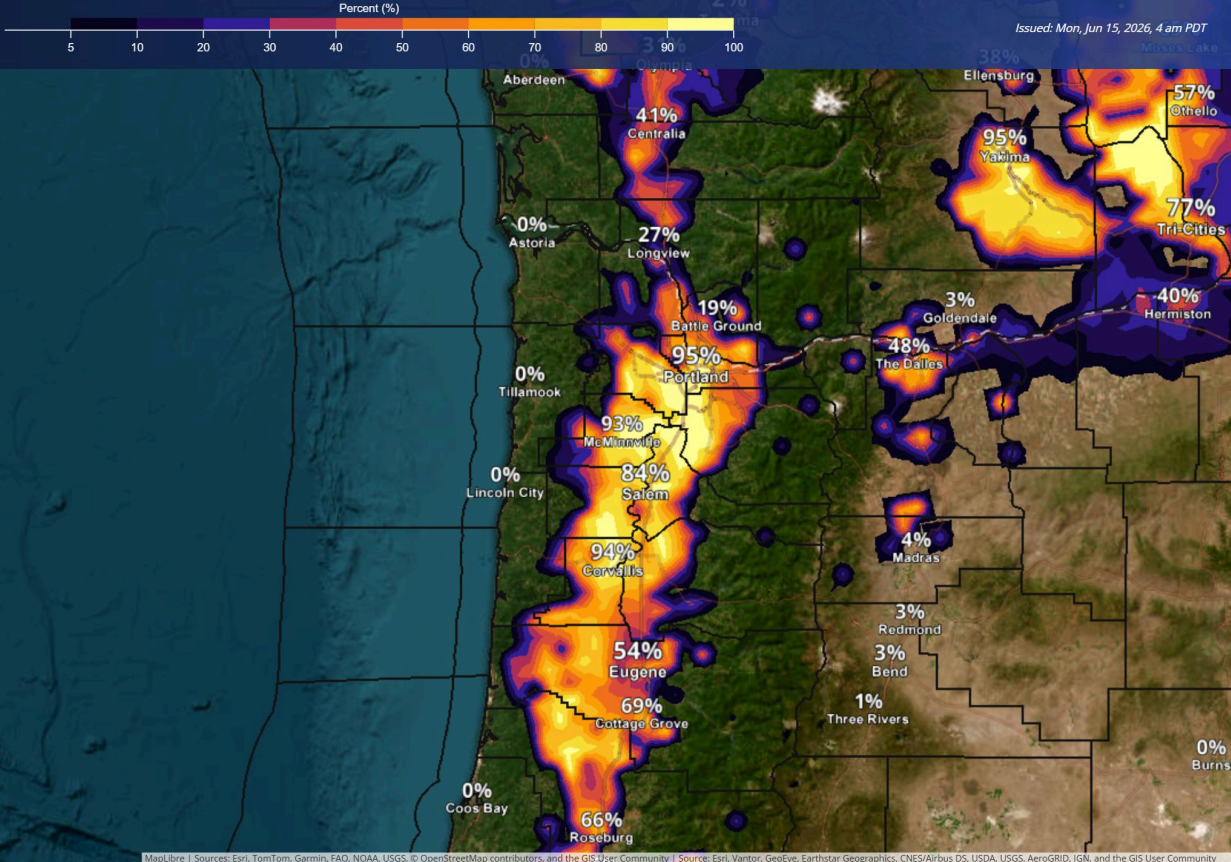 Percent (%)
5 10 20 30 40 50 60 70 80 90 100
Issued: Mon, Jun 15, 2026, 4 am PDT
2%
Tacoma
31%
Olympia
Moses Lake
0%
Aberdeen
38%
Ellensburg
57%
Othello
41%
Centralia
95%
Yakima
77%
Tri-Cities
0%
Astoria
27%
Longview
3%
Goldendale
40%
Hermiston
19%
Battle Ground
95%
Portland
48%
The Dalles
0%
Tillamook
93%
McMinnville
84%
Salem
0%
Lincoln City
94%
Corvallis
4%
Madras
3%
Redmond
54%
Eugene
3%
Bend
69%
Cottage Grove
1%
Three Rivers
0%
Burns
0%
Coos Bay
66%
Roseburg
MapLibre | Sources: Esri, TomTom, Garmin, FAO, NOAA, USGS, © OpenStreetMap contributors, and the GIS User Community | Source: Esri, Vantor, GeoEye, Earthstar Geographics, CNES/Airbus DS, USDA, USGS, AeroGRID, IGN, and the GIS User Community